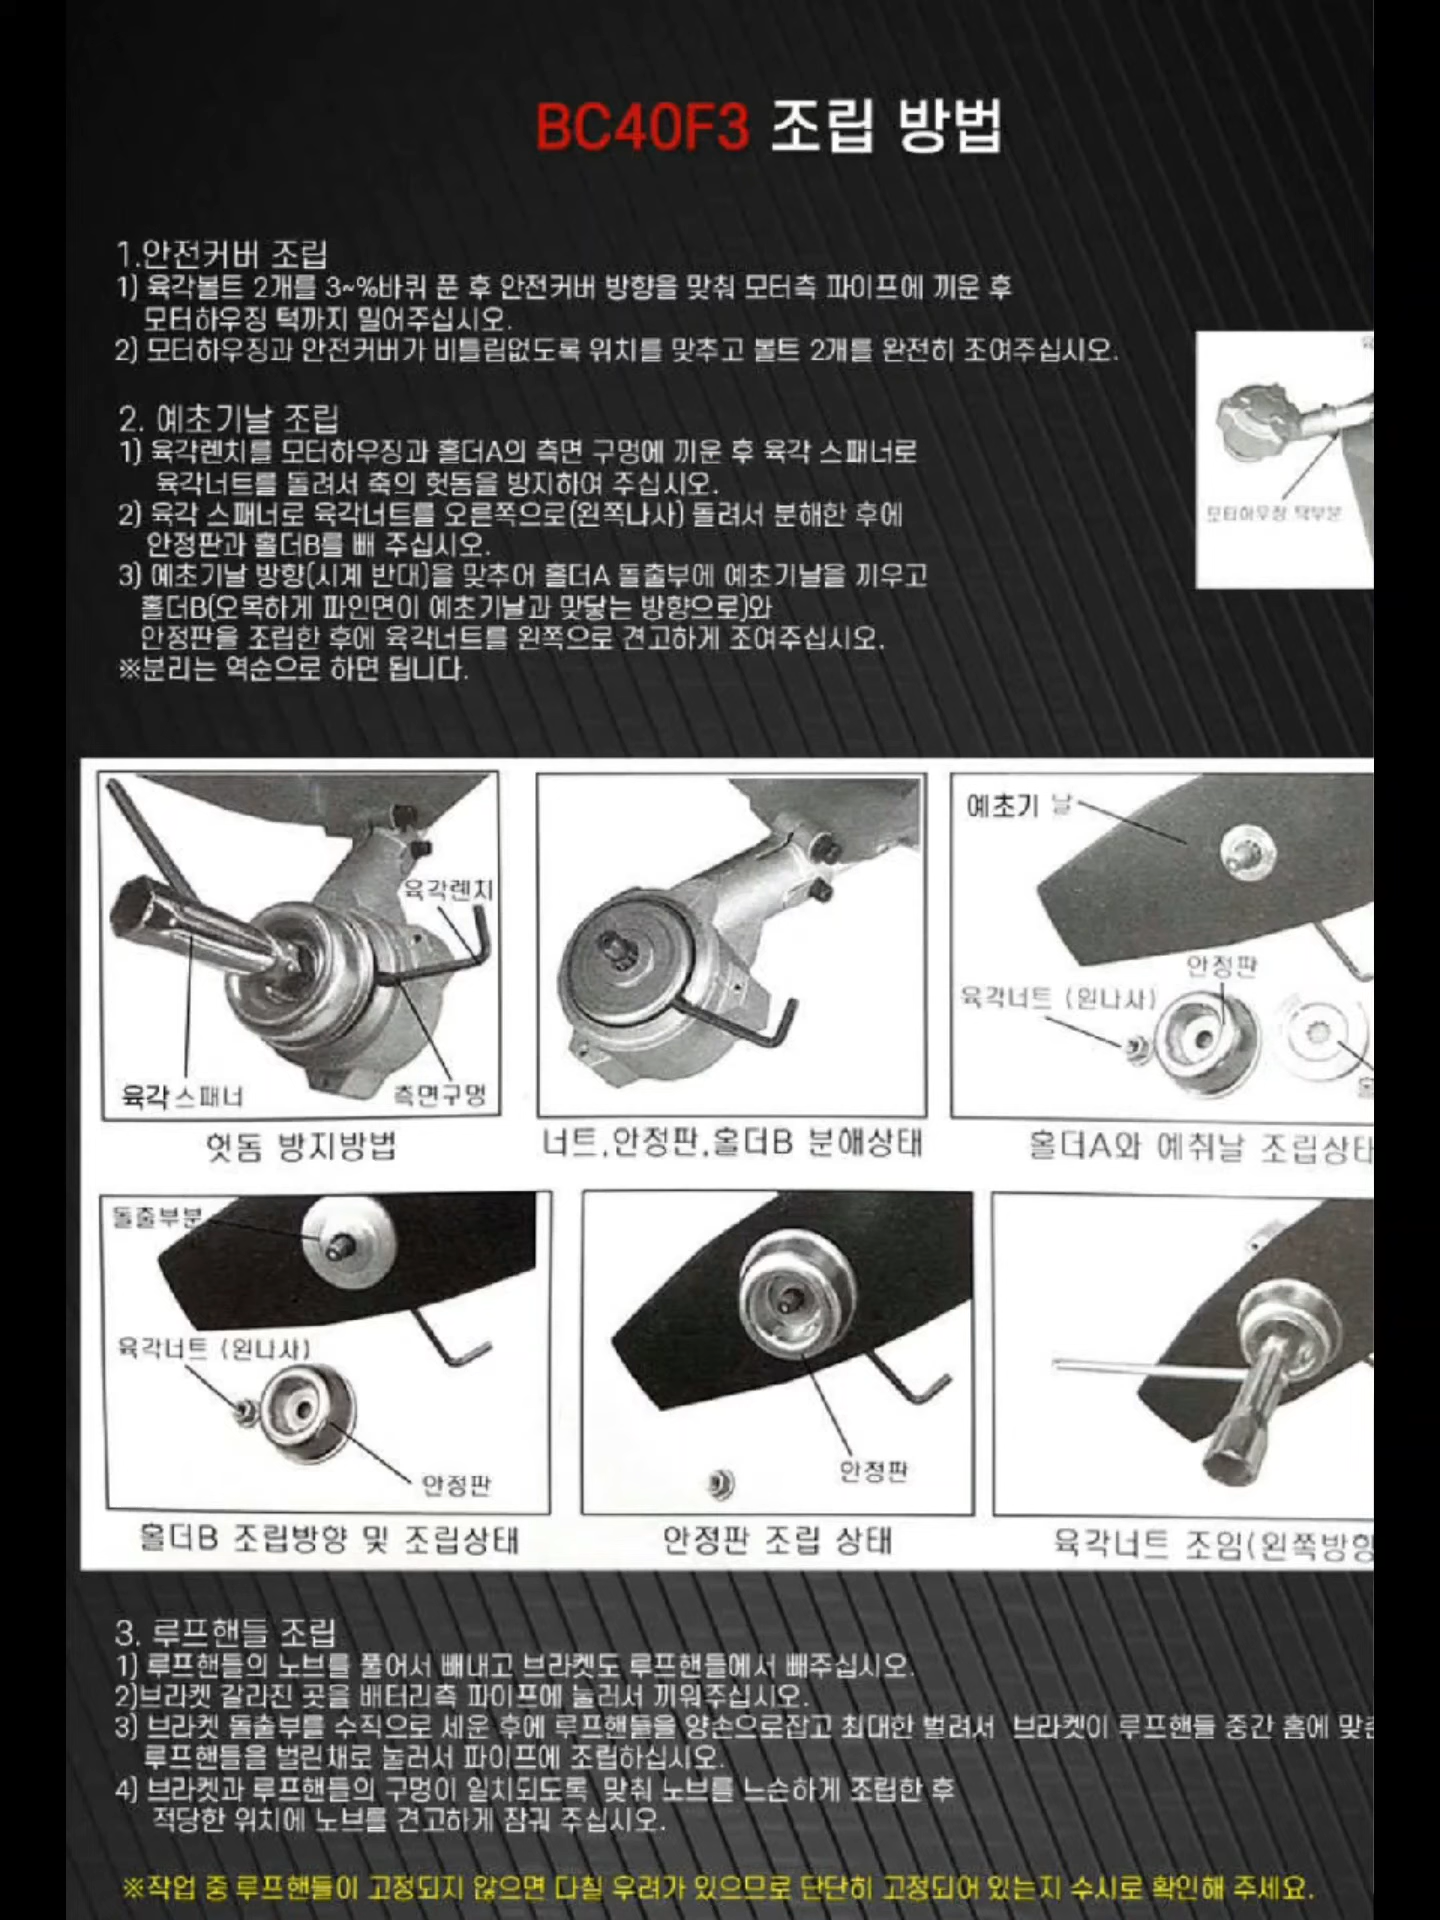 BC40F3 조립 방법
1.안전커버 조립
1) 육각볼트 2개를 3~%바퀴 푼 후 안전커버 방향을 맞춰 모터측 파이프에 끼운 후
모터하우징 턱까지 밀어주십시오.
2) 모터하우징과 안전커버가 비틀림없도록 위치를 맞추고 볼트 2개를 완전히 조여주십시오.
모터하우징 턱부분
2. 예초기날 조립
1) 육각렌치를 모터하우징과 홀더A의 측면 구멍에 끼운 후 육각 스패너로
육각너트를 돌려서 축의 헛돔을 방지하여 주십시오.
2) 육각 스패너로 육각너트를 오른쪽으로(왼쪽나사) 돌려서 분해한 후에
안정판과 홀더B를 빼 주십시오.
3) 예초기날 방향(시계 반대)을 맞추어 홀더A 돌출부에 예초기날을 끼우고
홀더B(오목하게 파인면이 예초기날과 맞닿는 방향으로)와
안정판을 조립한 후에 육각너트를 왼쪽으로 견고하게 조여주십시오.
※분리는 역순으로 하면 됩니다.
육각렌치
육각스패너
측면구멍
헛돔 방지방법
너트,안정판,홀더B 분해상태
예초기 날
안정판
육각너트 (왼나사)
홀더A와 예취날 조립상태
돌출부분
육각너트 (왼나사)
안정판
홀더B 조립방향 및 조립상태
안정판
안정판 조립 상태
육각너트 조임(왼쪽방향
3. 루프핸들 조립
1) 루프핸들의 노브를 풀어서 빼내고 브라켓도 루프핸들에서 빼주십시오.
2)브라켓 갈라진 곳을 배터리측 파이프에 눌러서 끼워주십시오.
3) 브라켓 돌출부를 수직으로 세운 후에 루프핸들을 양손으로잡고 최대한 벌려서 브라켓이 루프핸들 중간 홈에
루프핸들을 벌린채로 눌러서 파이프에 조립하십시오.
4) 브라켓과 루프핸들의 구멍이 일치되도록 맞춰 노브를 느슨하게 조립한 후
적당한 위치에 노브를 견고하게 잠궈 주십시오.
※작업 중 루프핸들이 고정되지 않으면 다칠 우려가 있으므로 단단히 고정되어 있는지 수시로 확인해 주세요.